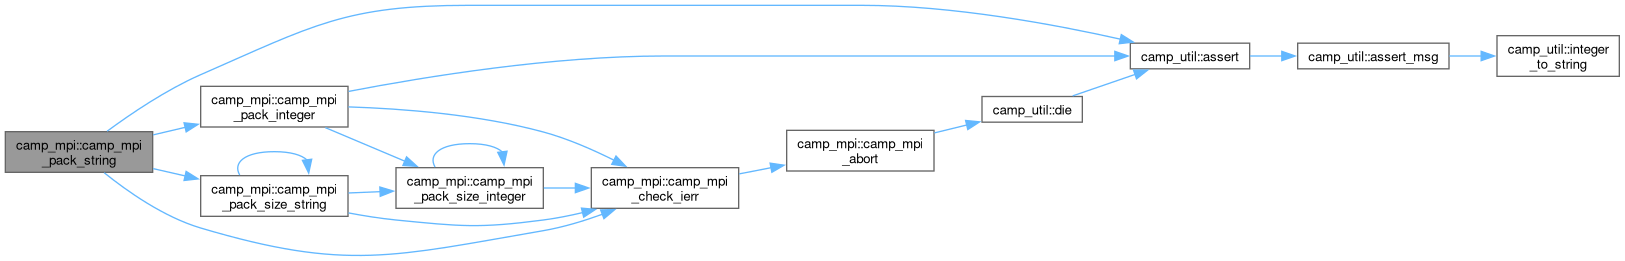 camp_mpi::camp_mpi
_pack_string
camp_mpi::camp_mpi
_pack_integer
camp_mpi::camp_mpi
_pack_size_string
camp_mpi::camp_mpi
_pack_size_integer
camp_mpi::camp_mpi
_check_ierr
camp_mpi::camp_mpi
_abort
camp_util::die
camp_util::assert
camp_util::assert_msg
camp_util::integer
_to_string